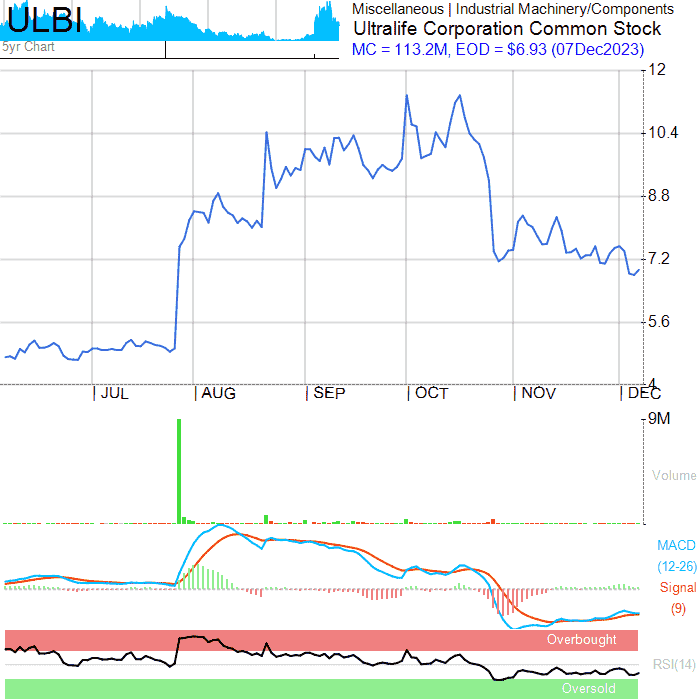 ULBI
5yr Chart
Miscellaneous | Industrial Machinery/Components
Ultralife Corporation Common Stock
MC = 113.2M, EOD = $6.93 (07Dec2023)
12
10.4
8.8
7.2
5.6
4
JUL
AUG
SEP
OCT
NOV
DEC
9M
Volume
MACD
(12-26)
Signal
(9)
Overbought
RSI(14)
Oversold